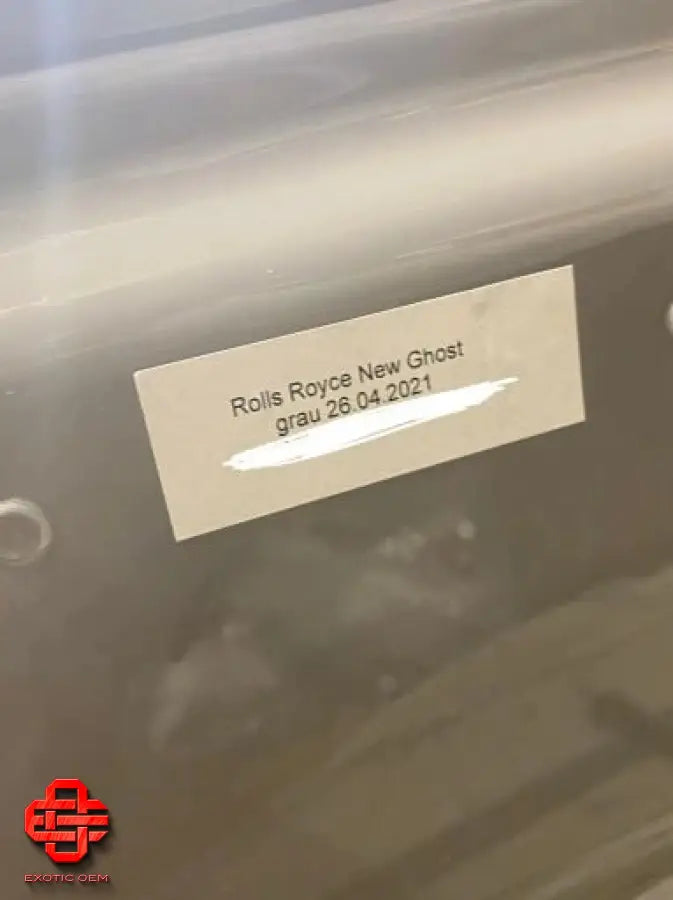 Rolls Royce New Ghost
grau 26.04.2021
EXOTIC OEM